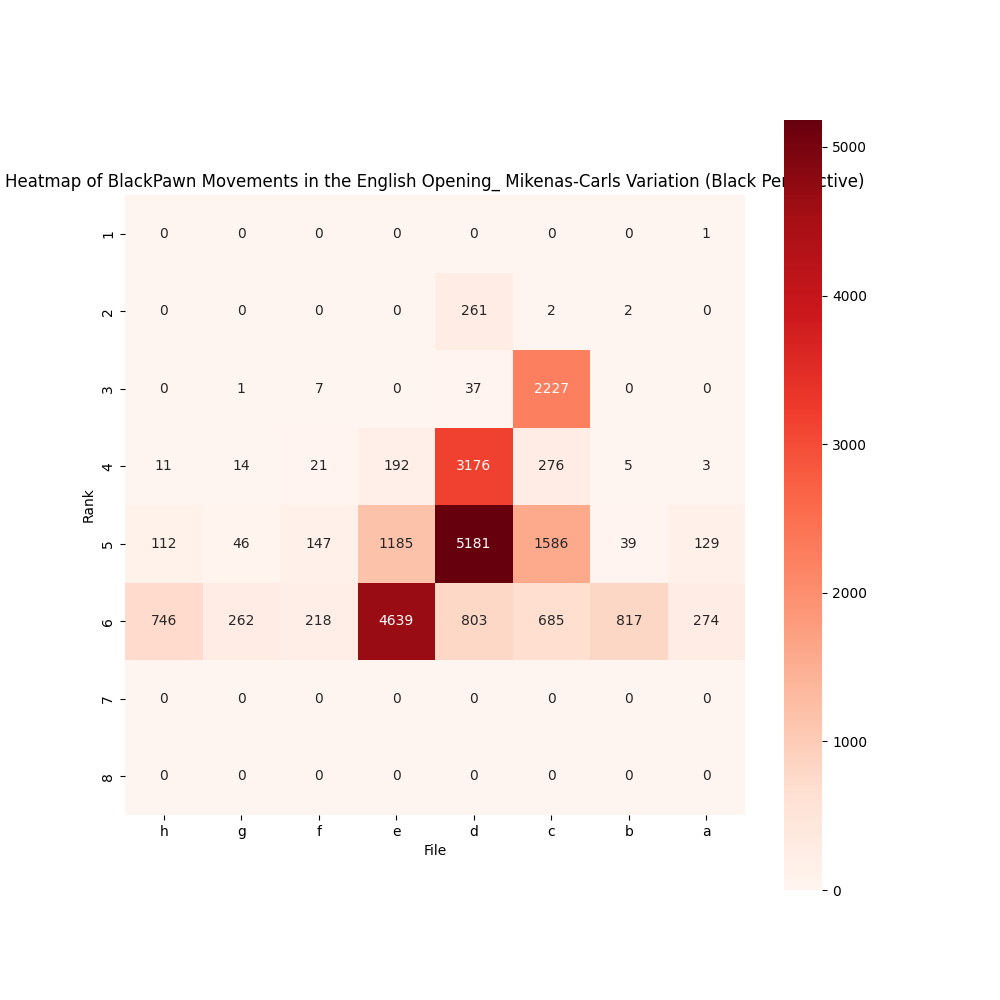 Heatmap of BlackPawn Movements in the English Opening_ Mikenas-Carls Variation (Black Pe ctive)
1 0 0 0 0 0 0 0 1
2 0 0 0 0 261 2 2 0
3 0 1 7 0 37 2227 0 0
4 11 14 21 192 3176 276 5 3
5 112 46 147 1185 5181 1586 39 129
6 746 262 218 4639 803 685 817 274
7 0 0 0 0 0 0 0 0
8 0 0 0 0 0 0 0 0
Rank
h g f e d c b a
File
5000
4000
3000
2000
1000
0